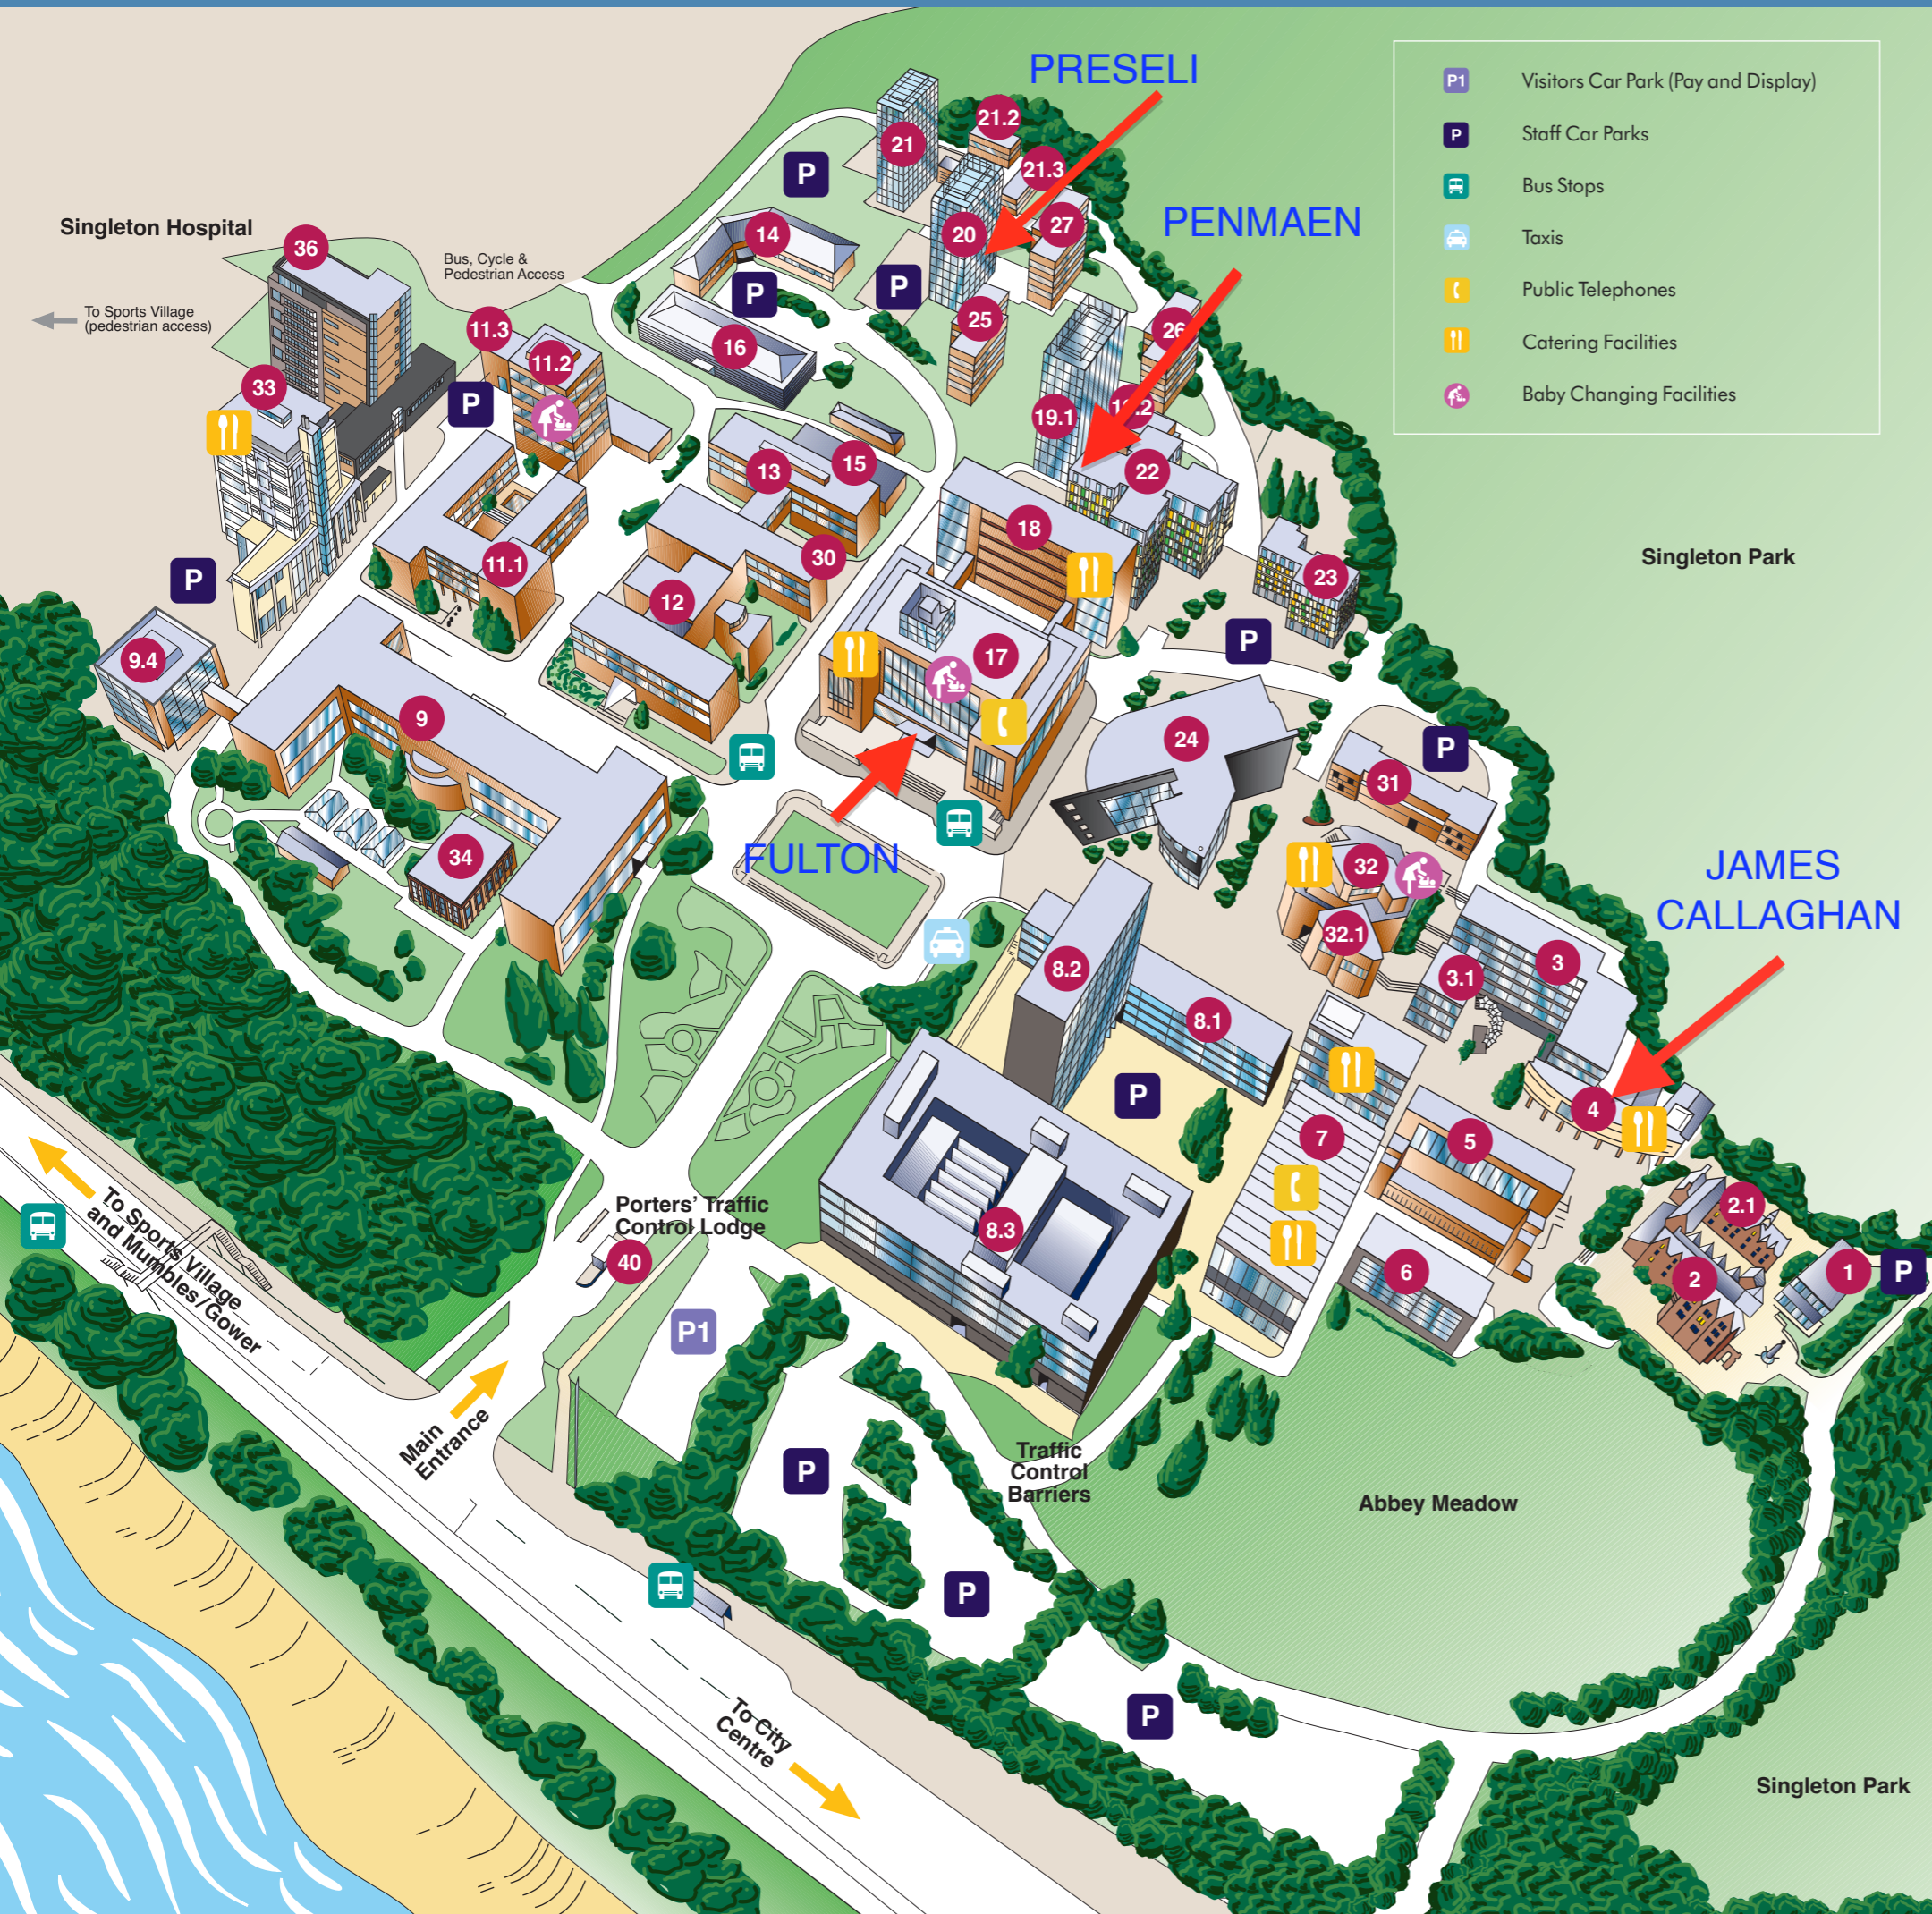 PRESELI
P1 Visitors Car Park (Pay and Display)
P Staff Car Parks
Bus Stops
Taxis
Public Telephones
Catering Facilities
Baby Changing Facilities
21
21.2
21.3
P
PENMAEN
Singleton Hospital
36
14
20
27
Bus, Cycle &
Pedestrian Access
P
P
To Sports Village
(pedestrian access)
11.3
25
26
16
11.2
33
P
19.1
22
13
15
18
Singleton Park
30
11.1
P
23
12
P
9.4
17
9
24
P
31
FULTON
34
32
JAMES
CALLAGHAN
32.1
8.2
3
3.1
8.1
P
4
7
5
Porters' Traffic
Control Lodge
40
8.3
2.1
To Sports Village
and Mumbles/Gower
6
2
1
P
P1
Main
Entrance
Traffic
Control
Barriers
P
Abbey Meadow
P
To City
Centre
P
Singleton Park